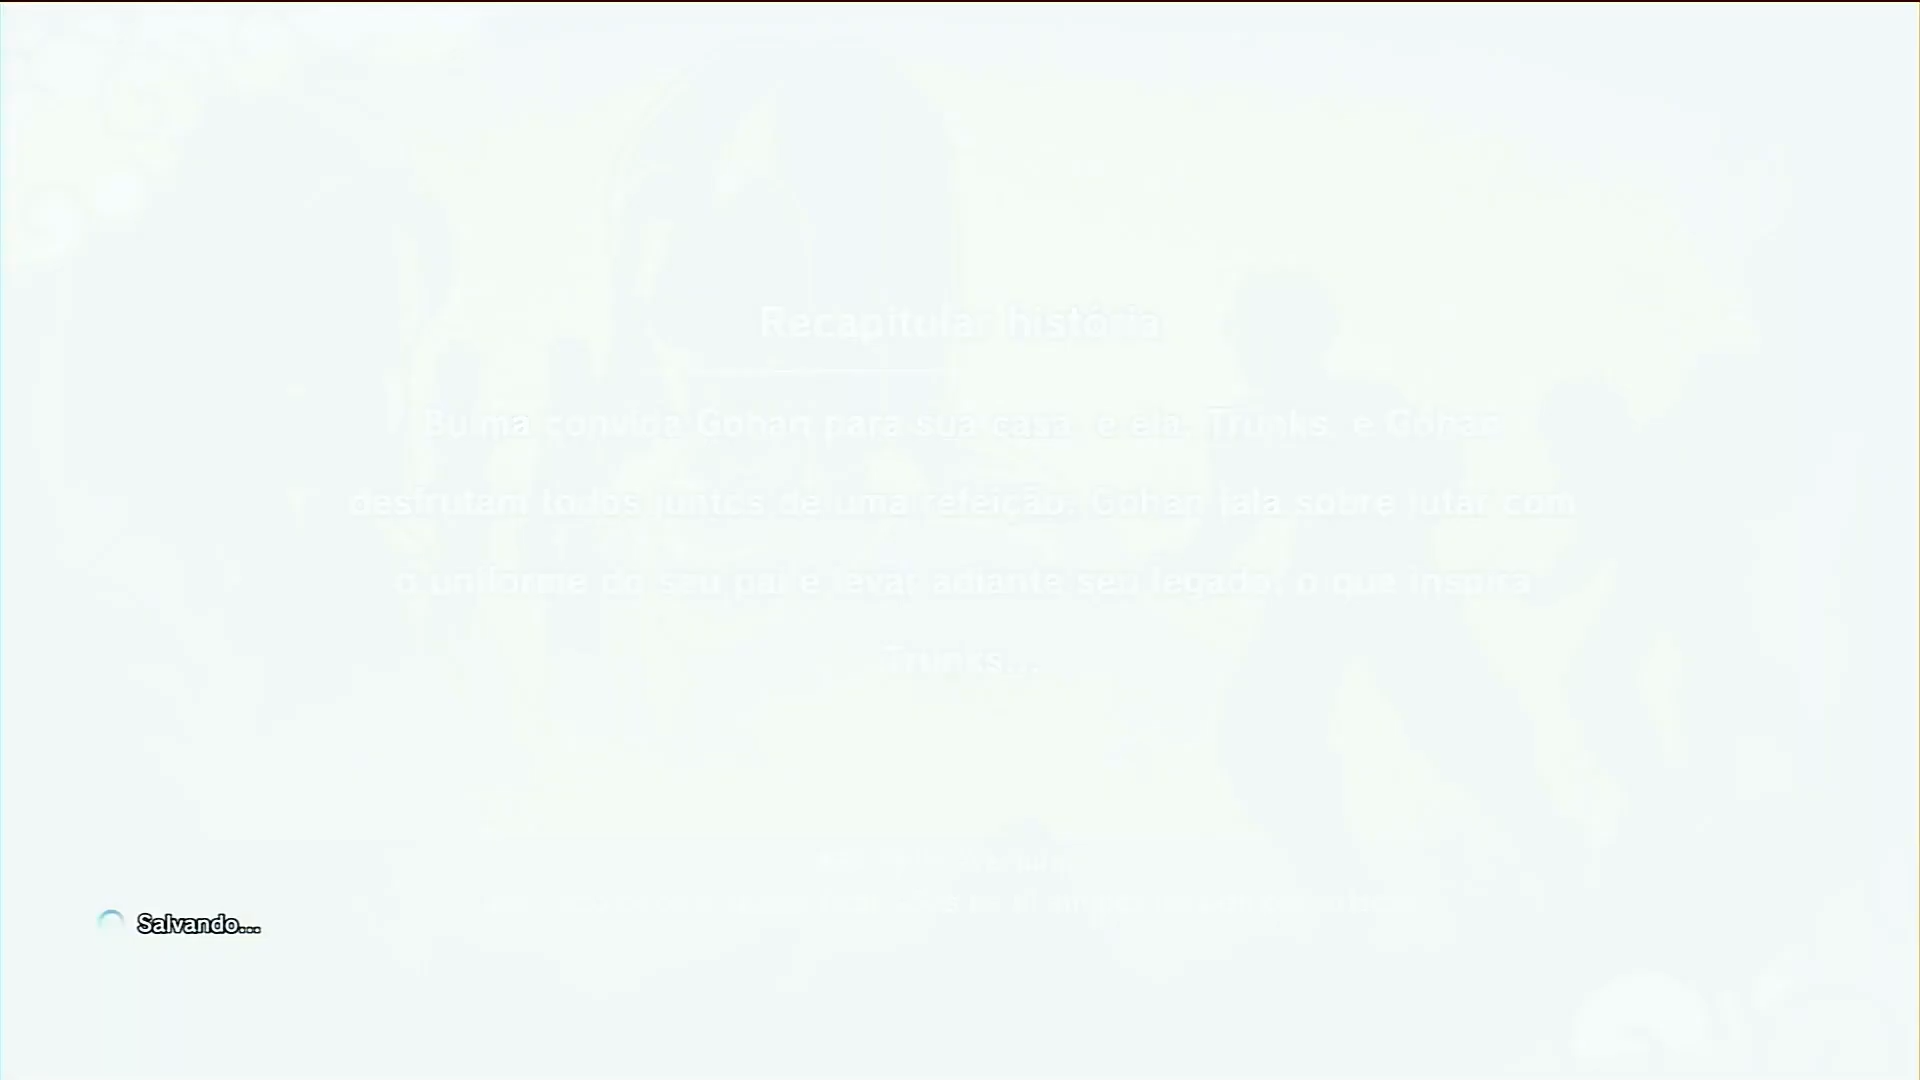 Recapitular história
Bulma convida Gohan para sua casa, e ela, Trunks, e Gohan
desfrutam todos juntos de uma refeição. Gohan fala sobre lutar com
o uniforme do seu pai e levar adiante seu legado, o que inspira
Trunks...
Salvando...